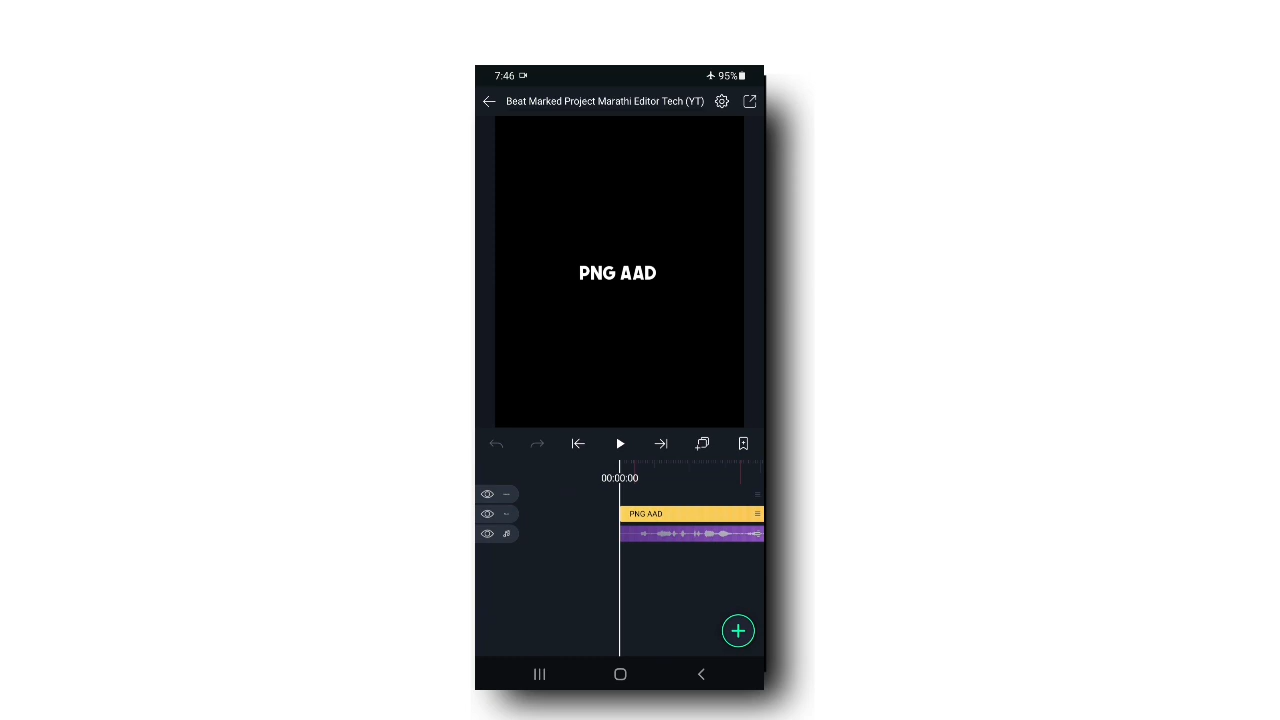 7:46 95%
Beat Marked Project Marathi Editor Tech (YT)
PNG AAD
00:00:00
PNG AAD